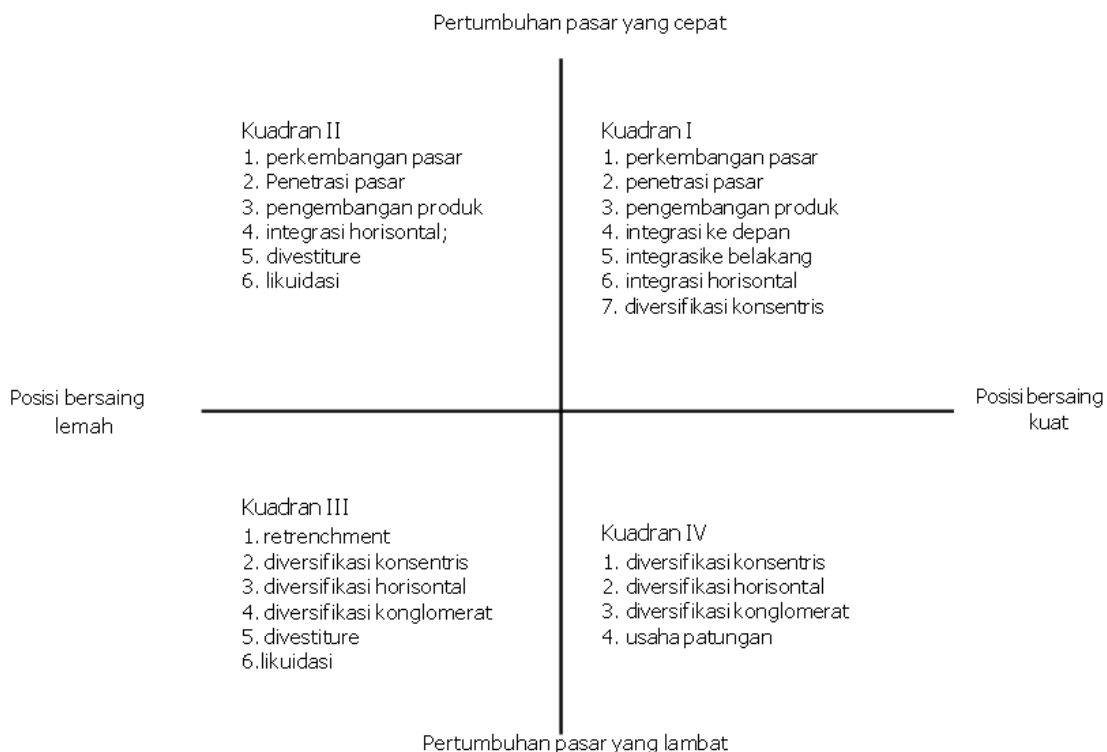 Pertumbuhan pasar yang cepat
Kuadran II
1. perkembangan pasar
2. Penetrasi pasar
3. pengembangan produk
4. integrasi horisontal;
5. divestiture
6. likuidasi
Kuadran I
1. perkembangan pasar
2. penetrasi pasar
3. pengembangan produk
4. integrasi ke depan
5. integrasike belakang
6. integrasi horisontal
7. diversifikasi konsentris
Posisi bersaing
lemah
Posisi bersaing
kuat
Kuadran III
1. retrenchment
2. diversifikasi konsentris
3. diversifikasi horisontal
4. diversifikasi konglomerat
5. divestiture
6.likuidasi
Kuadran IV
1. diversifikasi konsentris
2. diversifikasi horisontal
3. diversifikasi konglomerat
4. usaha patungan
Pertumbuhan pasar yang lambat